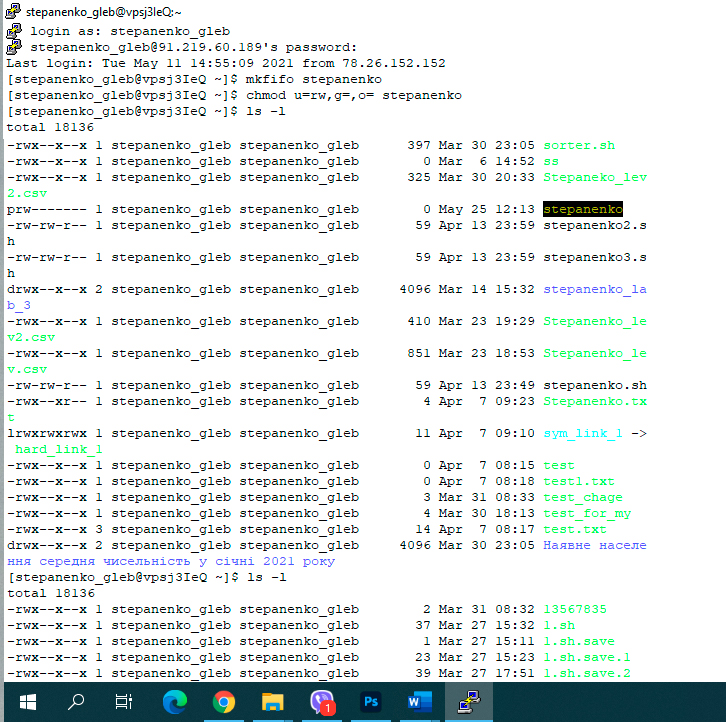 stepanenko_gleb@vpsj3IeQ:~
login as: stepanenko_gleb
stepanenko_gleb@91.219.60.189's password:
Last login: Tue May 11 14:55:09 2021 from 78.26.152.152
[stepanenko_gleb@vpsj3IeQ ~]$ mkfifo stepanenko
[stepanenko_gleb@vpsj3IeQ ~]$ chmod u=rw,g=,o= stepanenko
[stepanenko_gleb@vpsj3IeQ ~]$ ls -l
total 18136
-rwx--x--x 1 stepanenko_gleb stepanenko_gleb 397 Mar 30 23:05 sorter.sh
-rwx--x--x 1 stepanenko_gleb stepanenko_gleb 0 Mar 6 14:52 ss
-rwx--x--x 1 stepanenko_gleb stepanenko_gleb 325 Mar 30 20:33 Stepaneko_lev
2.csv
prw------- 1 stepanenko_gleb stepanenko_gleb 0 May 25 12:13 stepanenko
-rw-rw-r-- 1 stepanenko_gleb stepanenko_gleb 59 Apr 13 23:59 stepanenko2.s
h
-rw-rw-r-- 1 stepanenko_gleb stepanenko_gleb 59 Apr 13 23:59 stepanenko3.s
h
drwx--x--x 2 stepanenko_gleb stepanenko_gleb 4096 Mar 14 15:32 stepanenko_la
b_3
-rwx--x--x 1 stepanenko_gleb stepanenko_gleb 410 Mar 23 19:29 Stepanenko_le
v2.csv
-rwx--x--x 1 stepanenko_gleb stepanenko_gleb 851 Mar 23 18:53 Stepanenko_le
v.csv
-rw-rw-r-- 1 stepanenko_gleb stepanenko_gleb 59 Apr 13 23:49 stepanenko.sh
-rwx--xr-- 1 stepanenko_gleb stepanenko_gleb 4 Apr 7 09:23 Stepanenko.tx
t
lrwxrwxrwx 1 stepanenko_gleb stepanenko_gleb 11 Apr 7 09:10 sym_link_1 ->
hard_link_1
-rwx--x--x 1 stepanenko_gleb stepanenko_gleb 0 Apr 7 08:15 test
-rwx--x--x 1 stepanenko_gleb stepanenko_gleb 0 Apr 7 08:18 test1.txt
-rwx--x--x 1 stepanenko_gleb stepanenko_gleb 3 Mar 31 08:33 test_chage
-rwx--x--x 1 stepanenko_gleb stepanenko_gleb 4 Mar 30 18:13 test_for_my
-rwx--x--x 3 stepanenko_gleb stepanenko_gleb 14 Apr 7 08:17 test.txt
drwx--x--x 2 stepanenko_gleb stepanenko_gleb 4096 Mar 30 23:05 Наявне населе
ння середня чисельність у січні 2021 року
[stepanenko_gleb@vpsj3IeQ ~]$ ls -l
total 18136
-rwx--x--x 1 stepanenko_gleb stepanenko_gleb 2 Mar 31 08:32 13567835
-rwx--x--x 1 stepanenko_gleb stepanenko_gleb 37 Mar 27 15:32 1.sh
-rwx--x--x 1 stepanenko_gleb stepanenko_gleb 1 Mar 27 15:11 1.sh.save
-rwx--x--x 1 stepanenko_gleb stepanenko_gleb 23 Mar 27 15:23 1.sh.save.1
-rwx--x--x 1 stepanenko_gleb stepanenko_gleb 39 Mar 27 17:51 1.sh.save.2
1
Ps
W